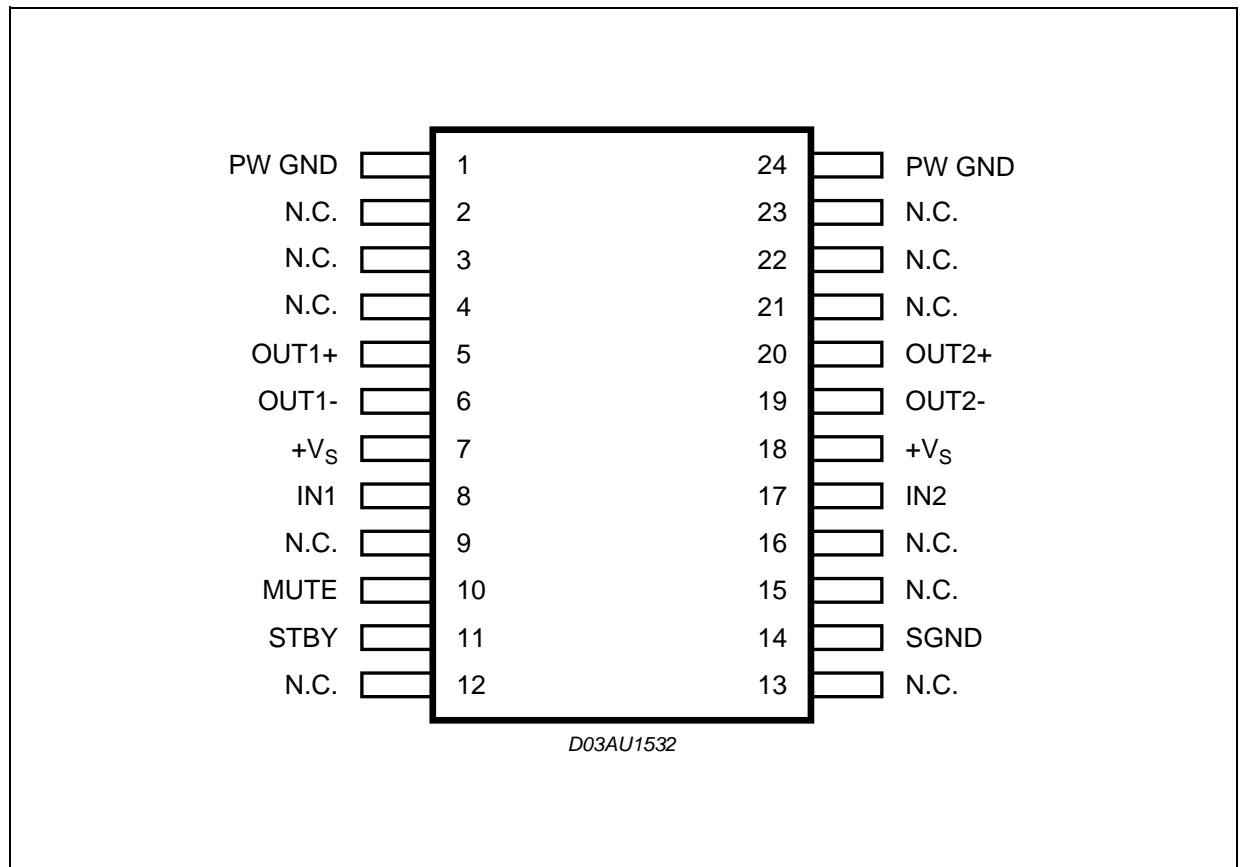 PW GND 1 24 PW GND
N.C. 2 23 N.C.
N.C. 3 22 N.C.
N.C. 4 21 N.C.
OUT1+ 5 20 OUT2+
OUT1- 6 19 OUT2-
+VS 7 18 +VS
IN1 8 17 IN2
N.C. 9 16 N.C.
MUTE 10 15 N.C.
STBY 11 14 SGND
N.C. 12 13 N.C.
D03AU1532